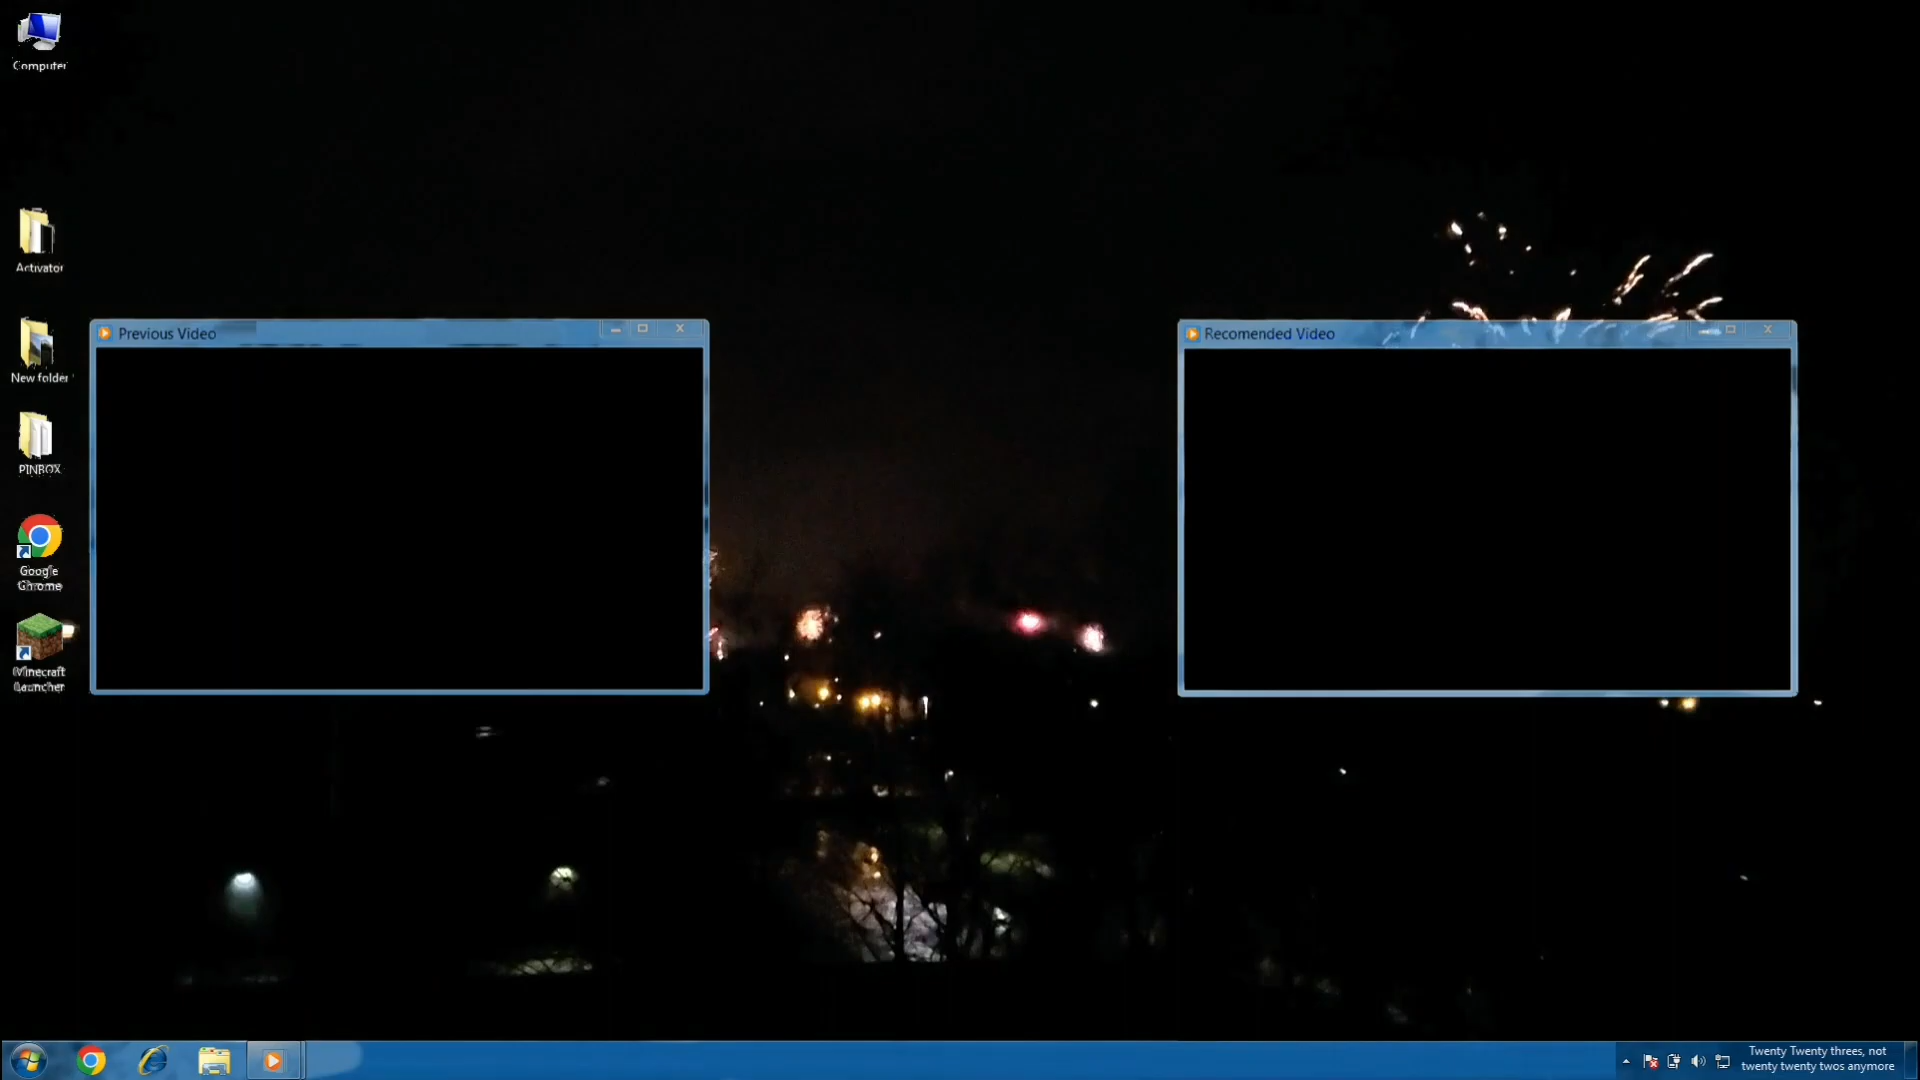 Computer
Activator
New folder
PINBOX
Google
Chrome
Minecraft
Launcher
Previous Video
Recomended Video
Twenty Twenty threes, not
twenty twenty twos anymore